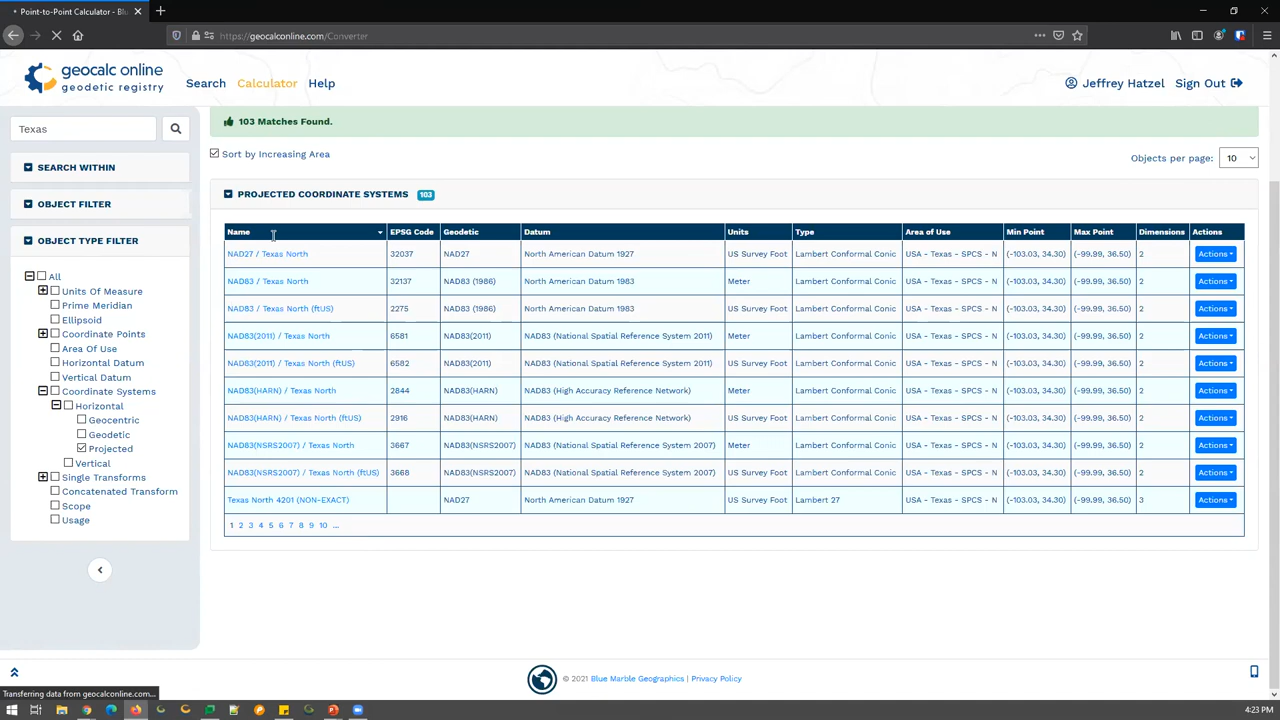 Point-to-Point Calculator - Blu
https://geocalconline.com/Converter
geocalc online
geodetic registry
Search Calculator Help
Jeffrey Hatzel Sign Out
Texas
SEARCH WITHIN
OBJECT FILTER
OBJECT TYPE FILTER
All
Units Of Measure
Prime Meridian
Ellipsoid
Coordinate Points
Area Of Use
Horizontal Datum
Vertical Datum
Coordinate Systems
Horizontal
Geocentric
Geodetic
Projected
Vertical
Single Transforms
Concatenated Transform
Scope
Usage
103 Matches Found.
Sort by Increasing Area
Objects per page: 10
PROJECTED COORDINATE SYSTEMS 103
Name EPSG Code Geodetic Datum Units Type Area of Use Min Point Max Point Dimensions Actions
NAD27 / Texas North 32037 NAD27 North American Datum 1927 US Survey Foot Lambert Conformal Conic USA - Texas - SPCS - N (-103.03, 34.30) (-99.99, 36.50) 2 Actions
NAD83 / Texas North 32137 NAD83 (1986) North American Datum 1983 Meter Lambert Conformal Conic USA - Texas - SPCS - N (-103.03, 34.30) (-99.99, 36.50) 2 Actions
NAD83 / Texas North (ftUS) 2275 NAD83 (1986) North American Datum 1983 US Survey Foot Lambert Conformal Conic USA - Texas - SPCS - N (-103.03, 34.30) (-99.99, 36.50) 2 Actions
NAD83(2011) / Texas North 6581 NAD83(2011) NAD83 (National Spatial Reference System 2011) Meter Lambert Conformal Conic USA - Texas - SPCS - N (-103.03, 34.30) (-99.99, 36.50) 2 Actions
NAD83(2011) / Texas North (ftUS) 6582 NAD83(2011) NAD83 (National Spatial Reference System 2011) US Survey Foot Lambert Conformal Conic USA - Texas - SPCS - N (-103.03, 34.30) (-99.99, 36.50) 2 Actions
NAD83(HARN) / Texas North 2844 NAD83(HARN) NAD83 (High Accuracy Reference Network) Meter Lambert Conformal Conic USA - Texas - SPCS - N (-103.03, 34.30) (-99.99, 36.50) 2 Actions
NAD83(HARN) / Texas North (ftUS) 2916 NAD83(HARN) NAD83 (High Accuracy Reference Network) US Survey Foot Lambert Conformal Conic USA - Texas - SPCS - N (-103.03, 34.30) (-99.99, 36.50) 2 Actions
NAD83(NSRS2007) / Texas North 3667 NAD83(NSRS2007) NAD83 (National Spatial Reference System 2007) Meter Lambert Conformal Conic USA - Texas - SPCS - N (-103.03, 34.30) (-99.99, 36.50) 2 Actions
NAD83(NSRS2007) / Texas North (ftUS) 3668 NAD83(NSRS2007) NAD83 (National Spatial Reference System 2007) US Survey Foot Lambert Conformal Conic USA - Texas - SPCS - N (-103.03, 34.30) (-99.99, 36.50) 2 Actions
Texas North 4201 (NON-EXACT) NAD27 North American Datum 1927 US Survey Foot Lambert 27 USA - Texas - SPCS - N (-103.03, 34.30) (-99.99, 36.50) 3 Actions
1 2 3 4 5 6 7 8 9 10 ...
© 2021 Blue Marble Geographics | Privacy Policy
Transferring data from geocalconline.com...
4:23 PM